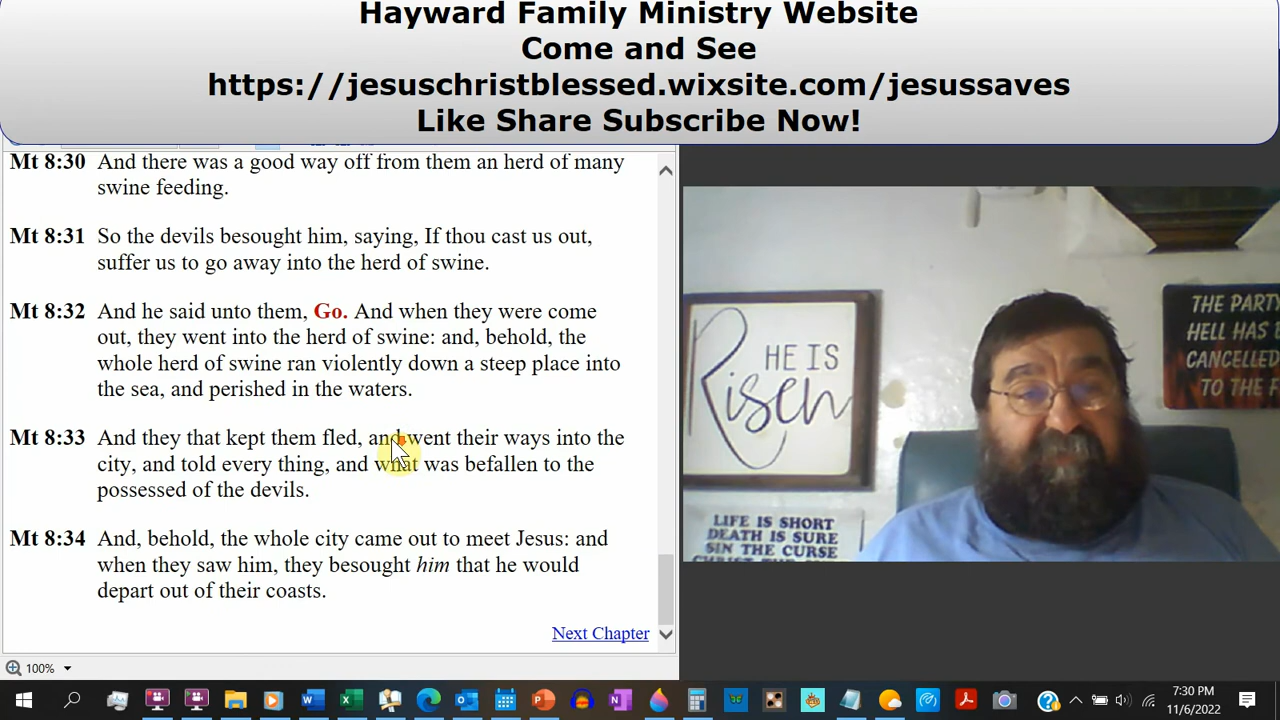 Hayward Family Ministry Website
Come and See
https://jesuschristblessed.wixsite.com/jesussaves
Like Share Subscribe Now!
Mt 8:30 And there was a good way off from them an herd of many
swine feeding.
Mt 8:31 So the devils besought him, saying, If thou cast us out,
suffer us to go away into the herd of swine.
Mt 8:32 And he said unto them, Go. And when they were come
out, they went into the herd of swine: and, behold, the
whole herd of swine ran violently down a steep place into
the sea, and perished in the waters.
Mt 8:33 And they that kept them fled, and went their ways into the
city, and told every thing, and what was befallen to the
possessed of the devils.
Mt 8:34 And, behold, the whole city came out to meet Jesus: and
when they saw him, they besought him that he would
depart out of their coasts.
Next Chapter
100%
HE IS
Risen
THE PARTY
HELL HAS
CANCELLED
TO THE F
LIFE IS SHORT
DEATH IS SURE
SIN THE CURSE
7:30 PM
11/6/2022